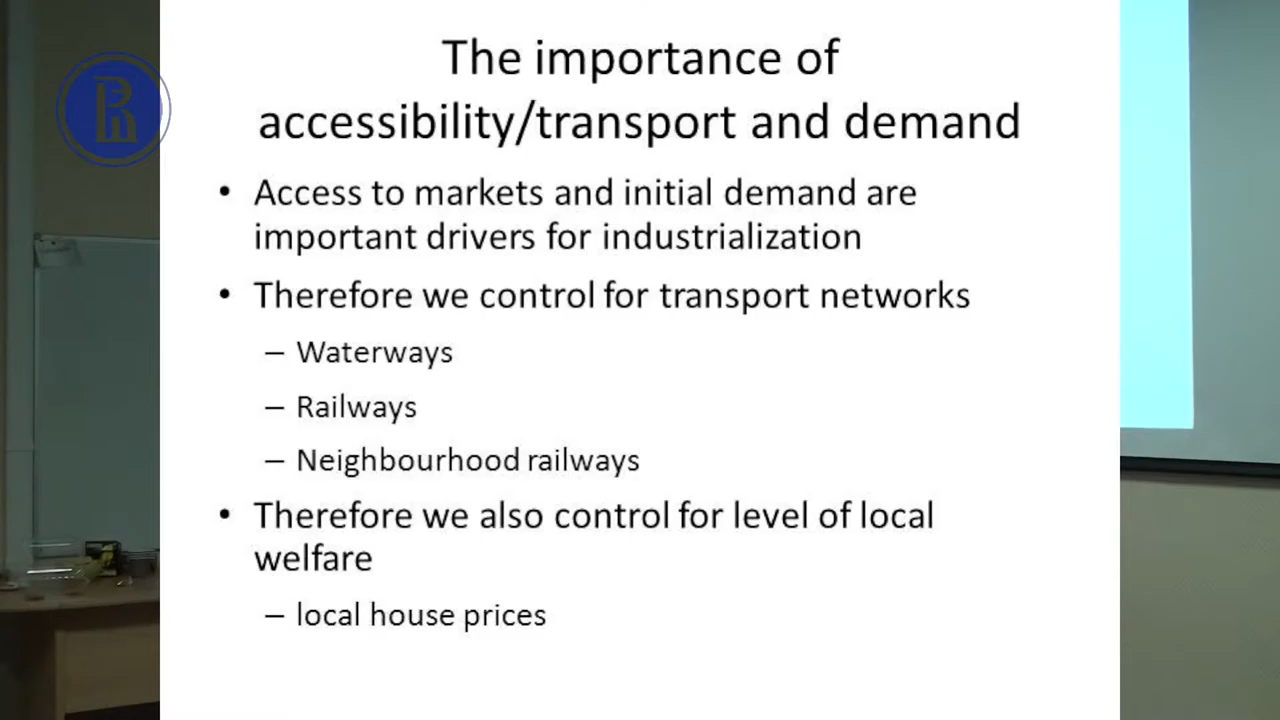 The importance of
accessibility/transport and demand
• Access to markets and initial demand are
important drivers for industrialization
• Therefore we control for transport networks
– Waterways
– Railways
– Neighbourhood railways
• Therefore we also control for level of local
welfare
– local house prices